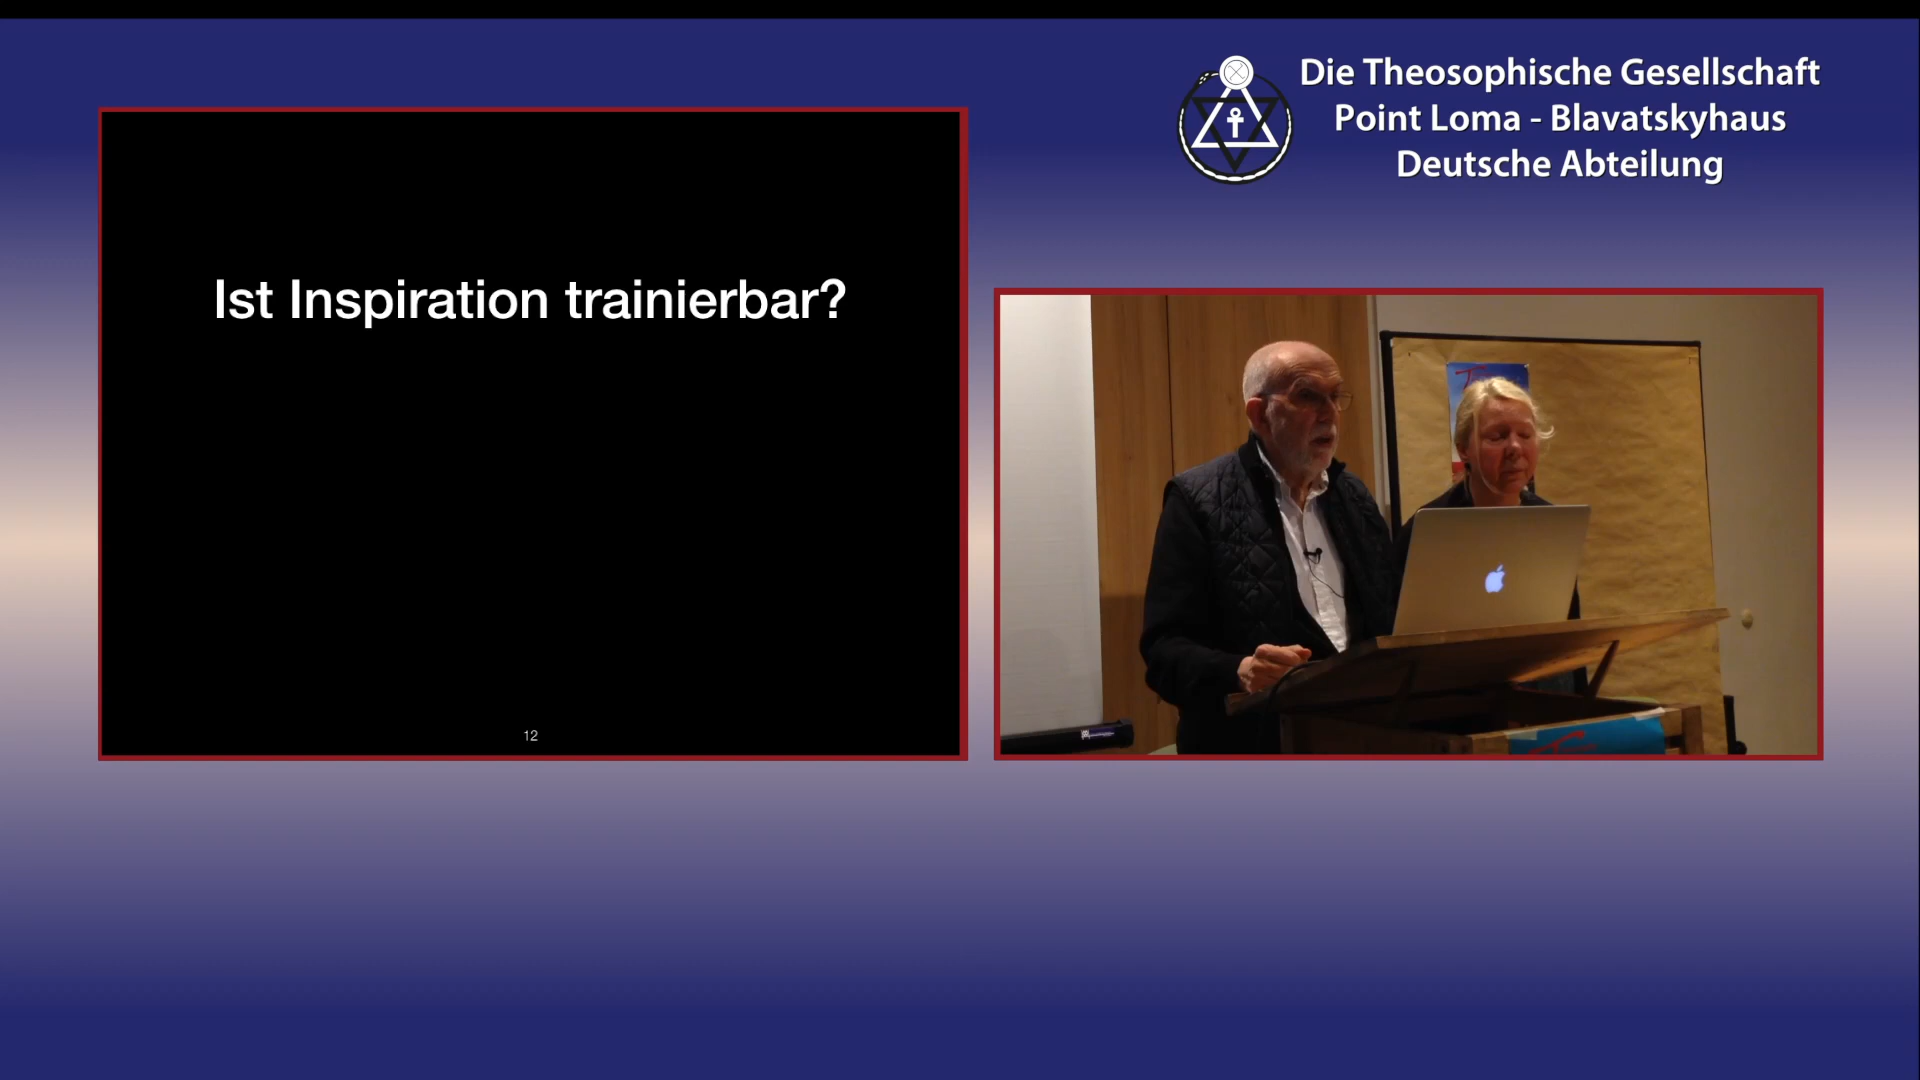 Die Theosophische Gesellschaft
Point Loma - Blavatskyhaus
Deutsche Abteilung
Ist Inspiration trainierbar?
12